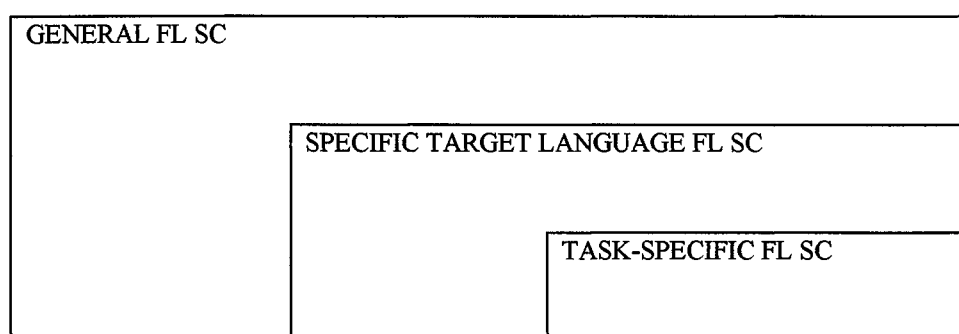 GENERAL FL SC
SPECIFIC TARGET LANGUAGE FL SC
TASK-SPECIFIC FL SC